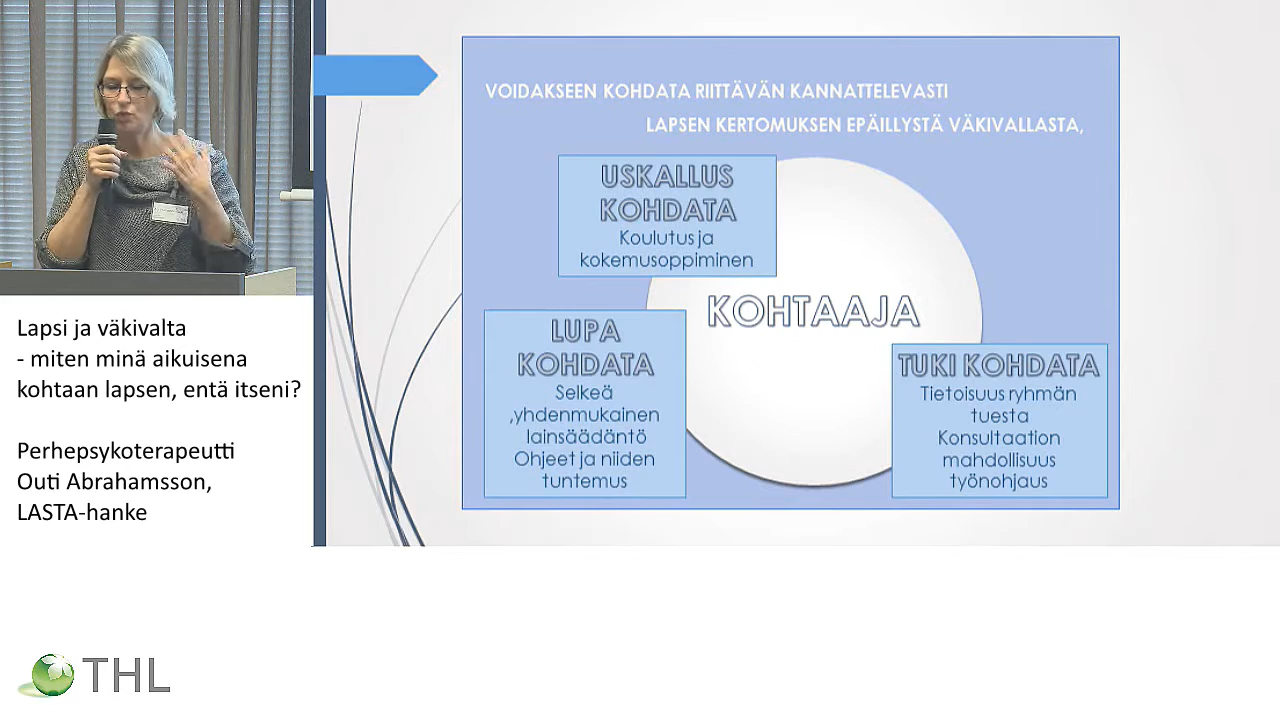 Lapsi ja väkivalta
- miten minä aikuisena
kohtaan lapsen, entä itseni?
Perhepsykoterapeutti
Outi Abrahamsson,
LASTA-hanke
THL
VOIDAKSEEN KOHDATA RIITTÄVÄN KANNATTELEVASTI
LAPSEN KERTOMUKSEN EPÄILLYSTÄ VÄKIVALLASTA,
USKALLUS
KOHDATA
Koulutus ja
kokemusoppiminen
KOHTAAJA
LUPA
KOHDATA
Selkeä
,yhdenmukainen
lainsäädäntö
Ohjeet ja niiden
tuntemus
TUKI KOHDATA
Tietoisuus ryhmän
tuesta
Konsultaation
mahdollisuus
työnohjaus